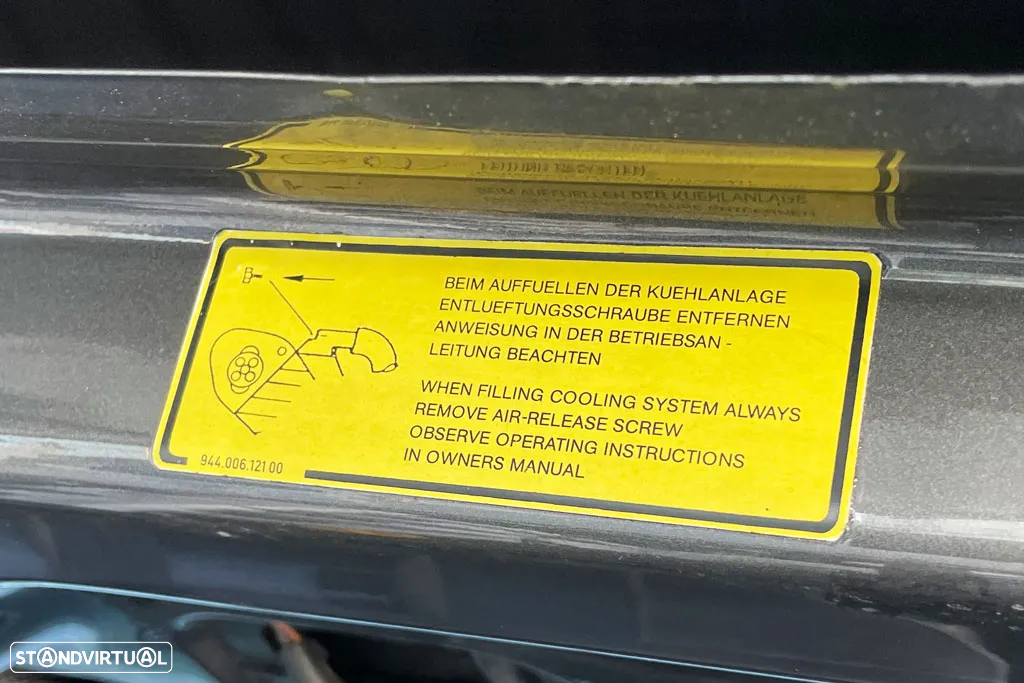 BEIM AUFFUELLEN DER KUEHLANLAGE
ENTLUEFTUNGSSCHRAUBE ENTFERNEN
ANWEISUNG IN DER BETRIEBSAN -
LEITUNG BEACHTEN
WHEN FILLING COOLING SYSTEM ALWAYS
REMOVE AIR-RELEASE SCREW
OBSERVE OPERATING INSTRUCTIONS
IN OWNERS MANUAL
944.006.121 00
STANDVIRTUAL